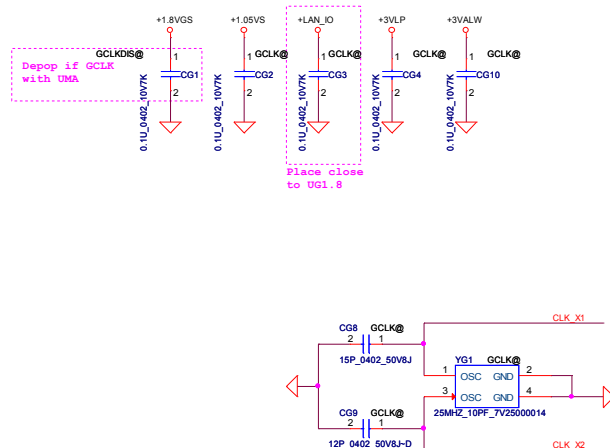 +1.8VGS +1.05VS +LAN_IO +3VLP +3VALW
GCLKDIS@ 1 GCLK@ 1 GCLK@ 1 GCLK@ 1 GCLK@ 1
Depop if GCLK
with UMA
CG1 CG2 CG3 CG4 CG10
2 2 2 2 2
0.1U_0402_10V7K 0.1U_0402_10V7K 0.1U_0402_10V7K 0.1U_0402_10V7K 0.1U_0402_10V7K
Place close
to UG1.8
CLK_X1
CG8 GCLK@
2 1
15P_0402_50V8J
YG1 GCLK@
1 OSC GND 2
3 OSC GND 4
25MHZ_10PF_7V25000014
CG9 GCLK@
2 1
12P_0402_50V8J~D
CLK_X2